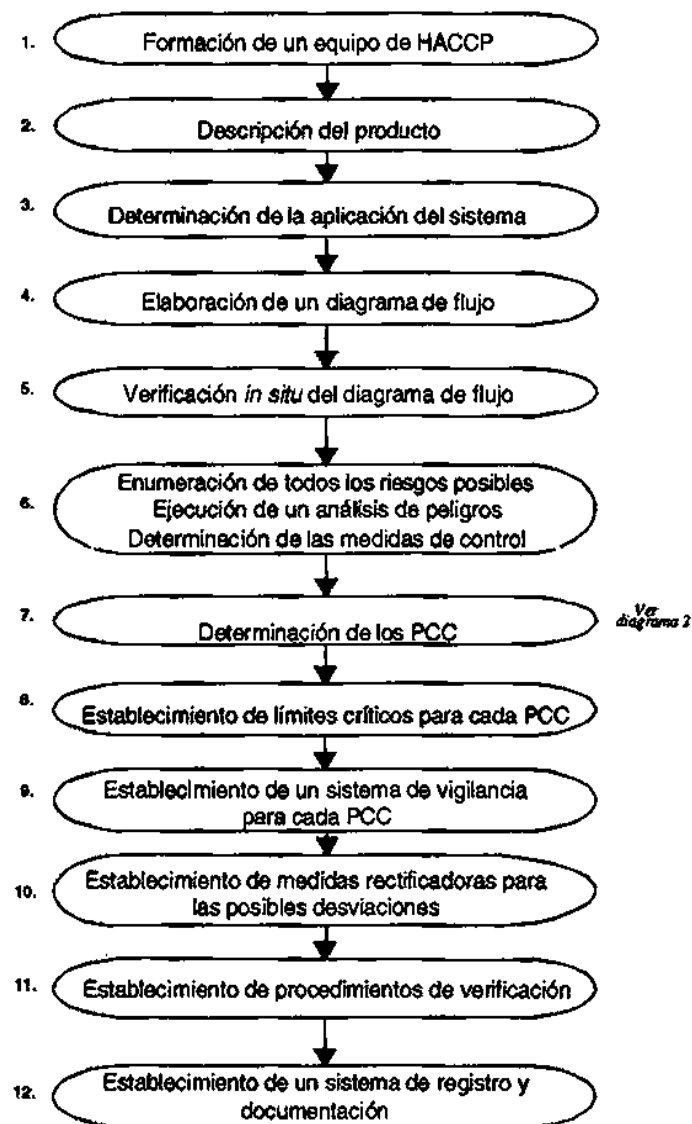 1. Formación de un equipo de HACCP
2. Descripción del producto
3. Determinación de la aplicación del sistema
4. Elaboración de un diagrama de flujo
5. Verificación in situ del diagrama de flujo
6. Enumeración de todos los riesgos posibles
Ejecución de un análisis de peligros
Determinación de las medidas de control
7. Determinación de los PCC
Ver
diagrama 2
8. Establecimiento de límites críticos para cada PCC
9. Establecimiento de un sistema de vigilancia
para cada PCC
10. Establecimiento de medidas rectificadoras para
las posibles desviaciones
11. Establecimiento de procedimientos de verificación
12. Establecimiento de un sistema de registro y
documentación